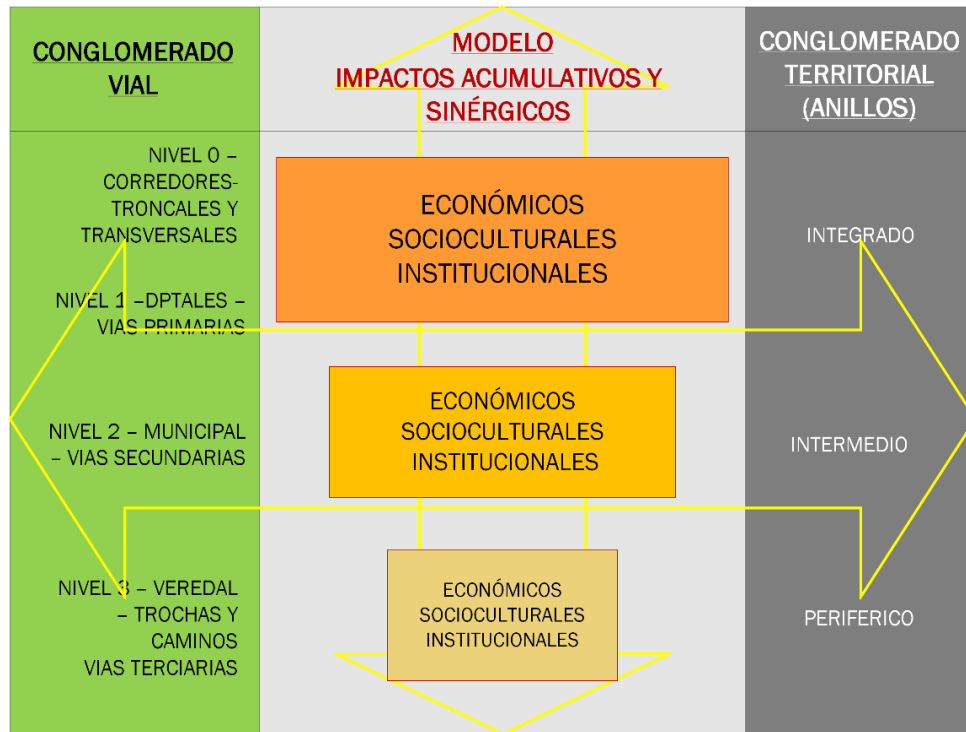 CONGLOMERADO
VIAL
MODELO
IMPACTOS ACUMULATIVOS Y
SINÉRGICOS
CONGLOMERADO
TERRITORIAL
(ANILLOS)
NIVEL 0 –
CORREDORES-
TRONCALES Y
TRANSVERSALES
NIVEL 1 –DPTALES –
VIAS PRIMARIAS
ECONÓMICOS
SOCIOCULTURALES
INSTITUCIONALES
INTEGRADO
NIVEL 2 – MUNICIPAL
– VIAS SECUNDARIAS
ECONÓMICOS
SOCIOCULTURALES
INSTITUCIONALES
INTERMEDIO
NIVEL 3 – VEREDAL
– TROCHAS Y
CAMINOS
VIAS TERCIARIAS
ECONÓMICOS
SOCIOCULTURALES
INSTITUCIONALES
PERIFERICO